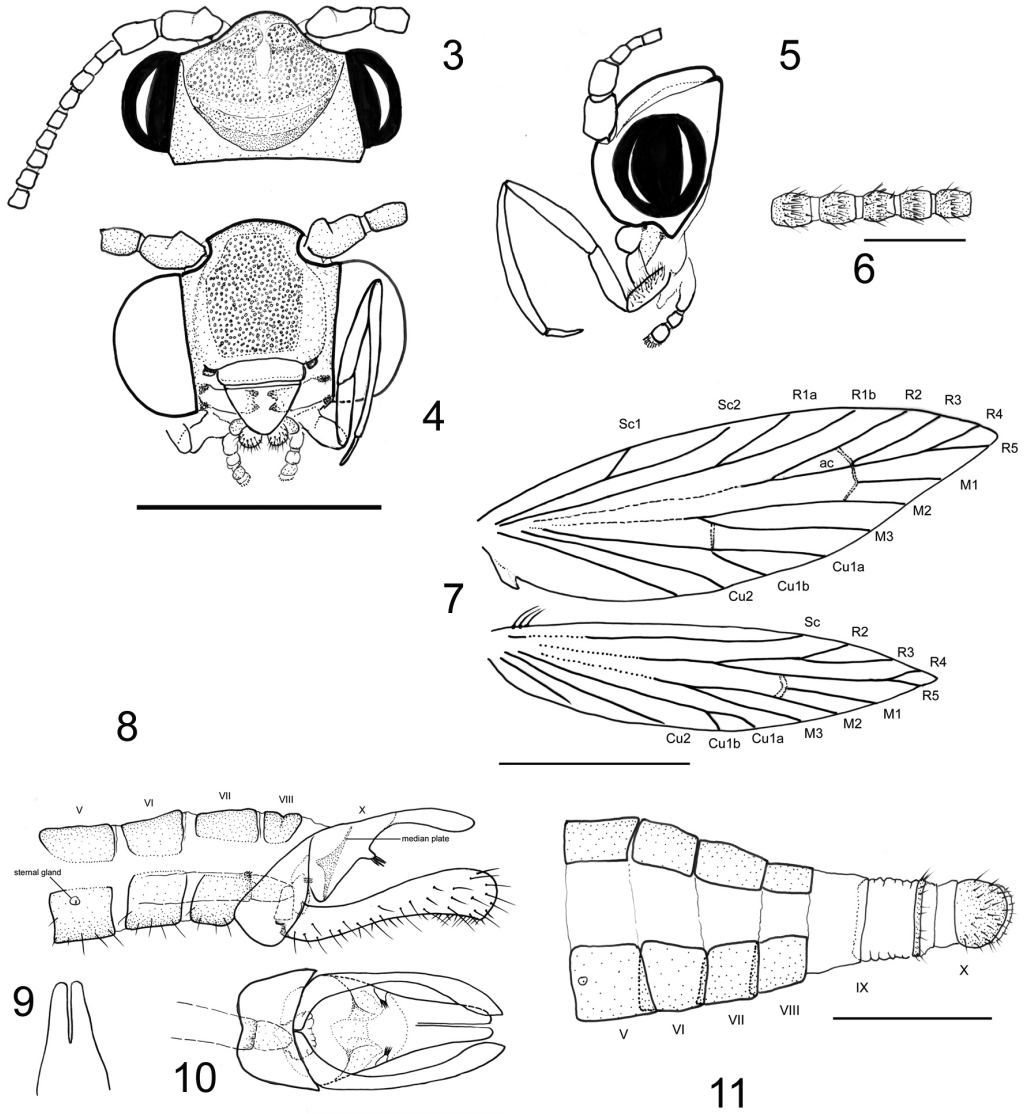 3
5
6
4
Sc1
Sc2
R1a
R1b
R2
R3
R4
R5
ac
M1
M2
M3
Cu1a
Cu1b
Cu2
7
Sc
R2
R3
R4
R5
M1
M2
M3
Cu1a
Cu1b
Cu2
8
V
VI
VII
VIII
X
median plate
sternal gland
9
10
V
VI
VII
VIII
IX
X
11